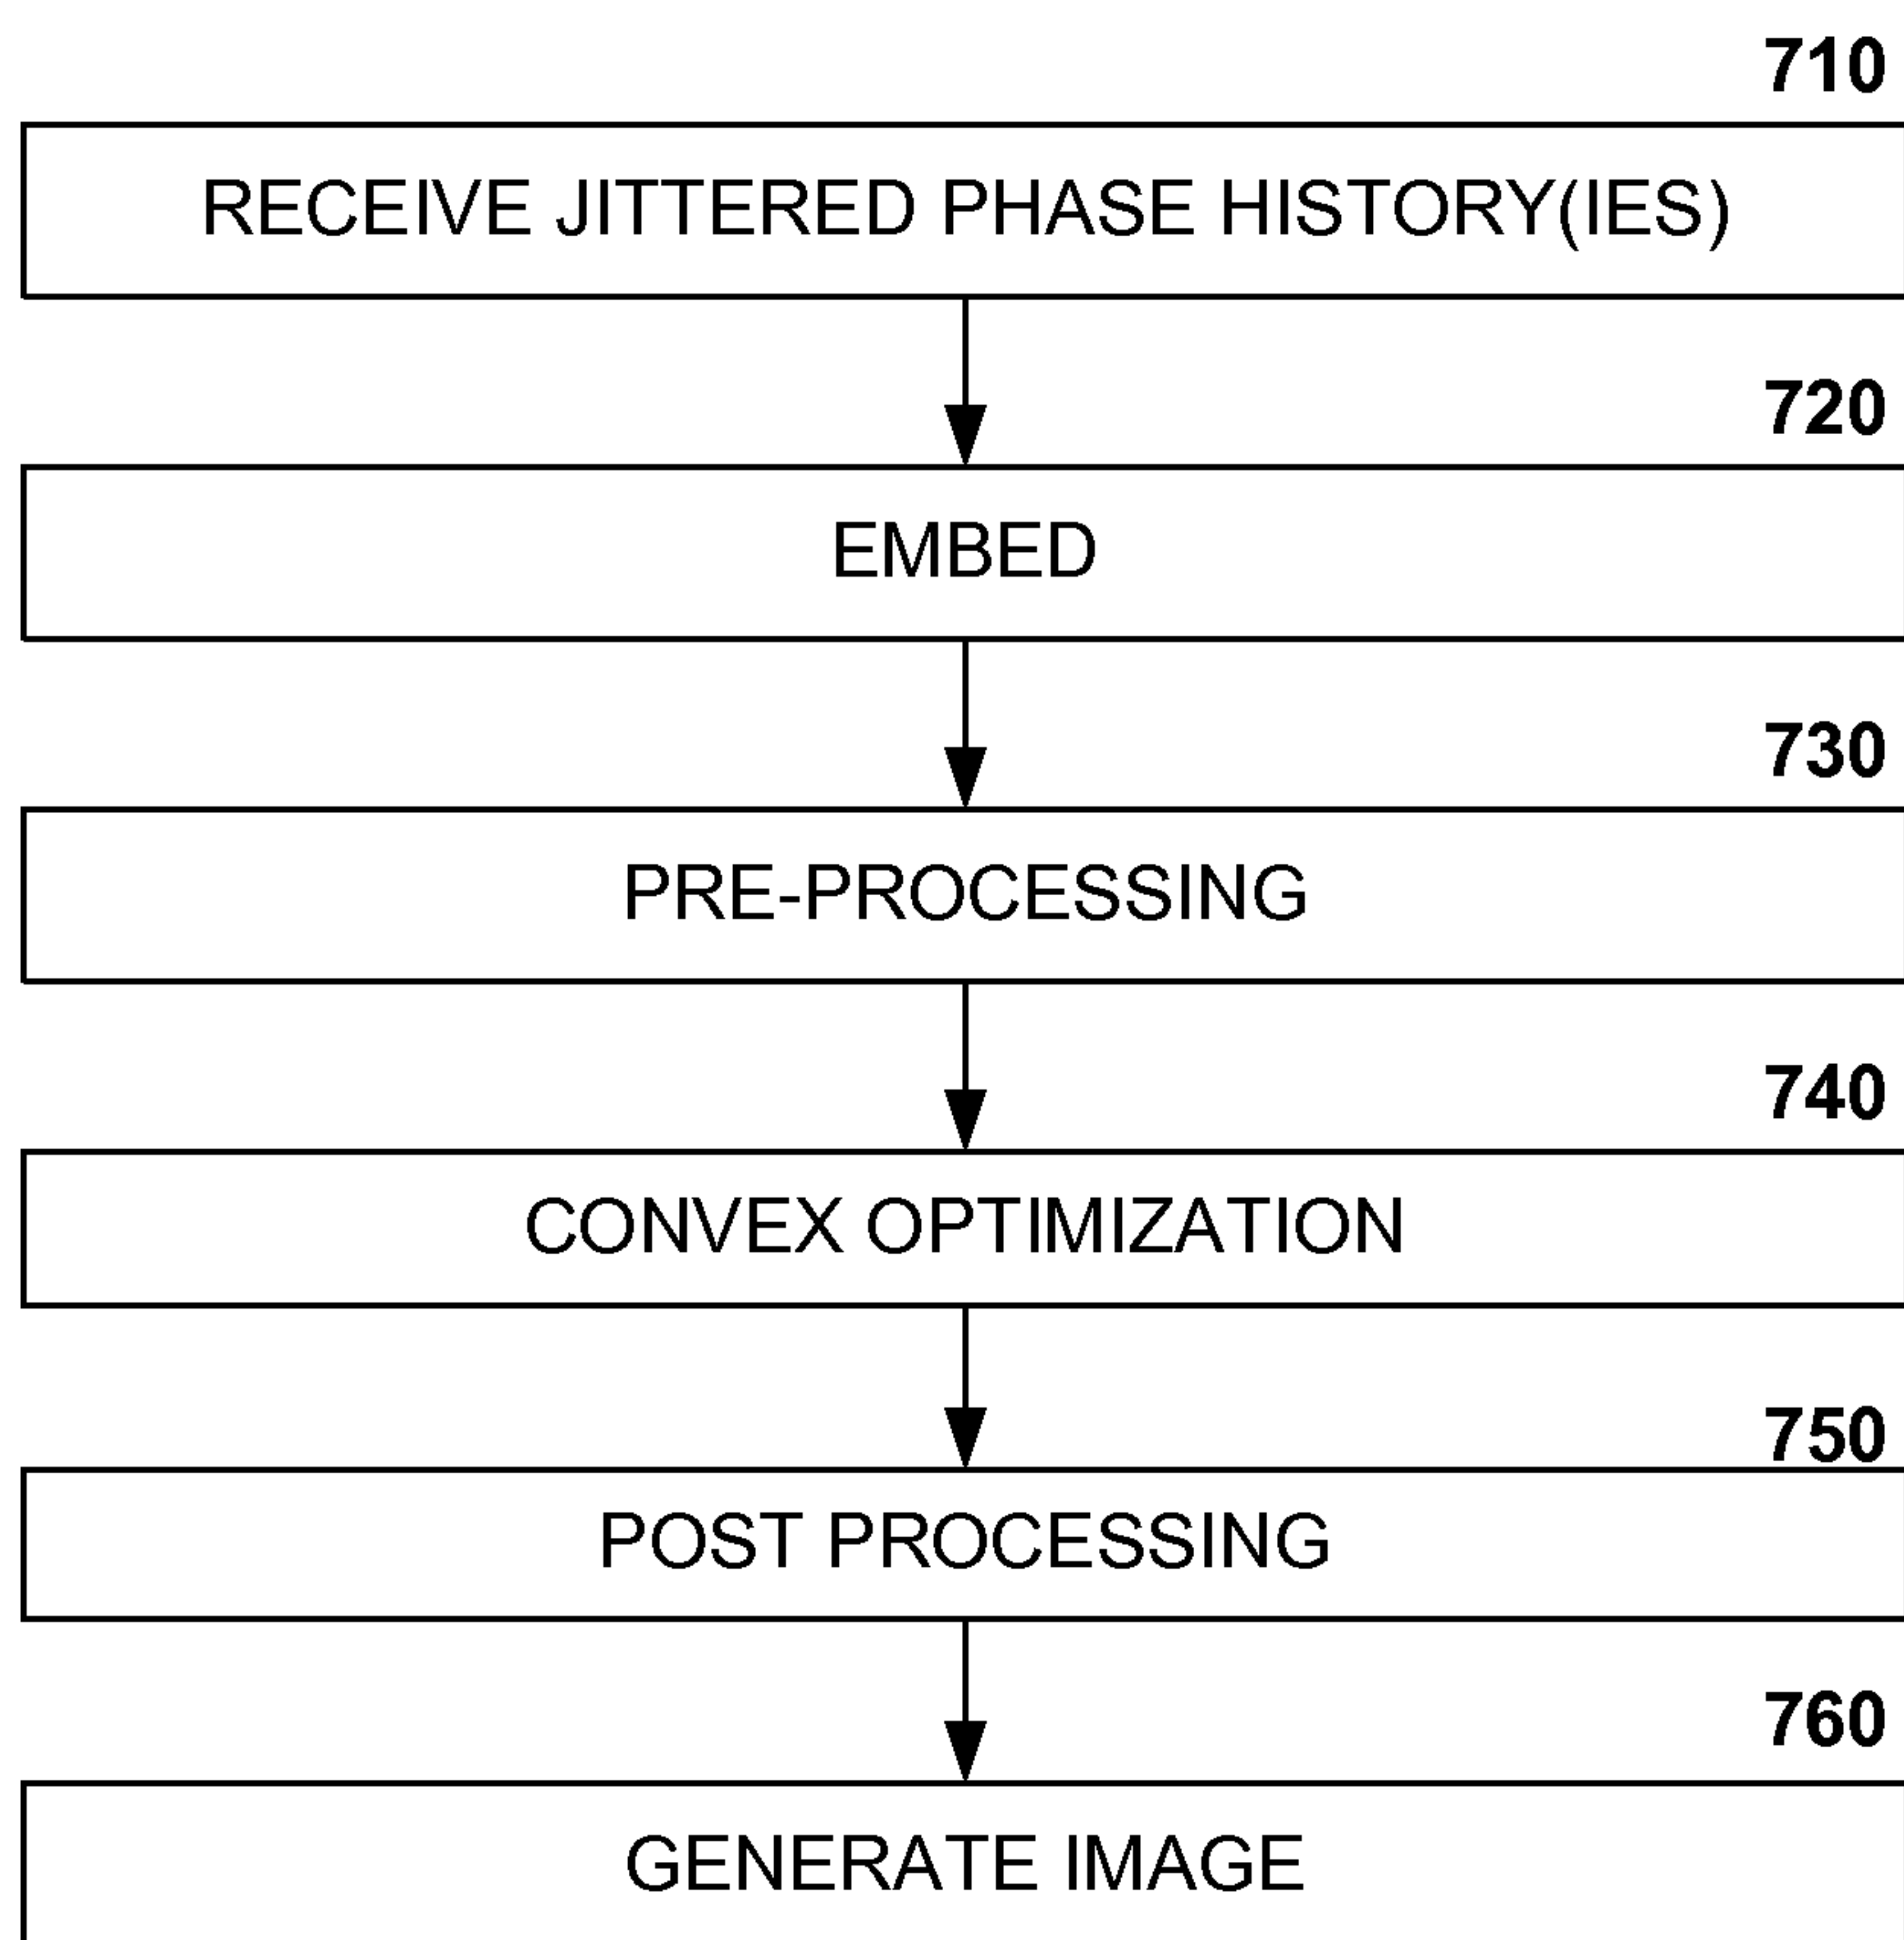 710
RECEIVE JITTERED PHASE HISTORY(IES)
720
EMBED
730
PRE-PROCESSING
740
CONVEX OPTIMIZATION
750
POST PROCESSING
760
GENERATE IMAGE